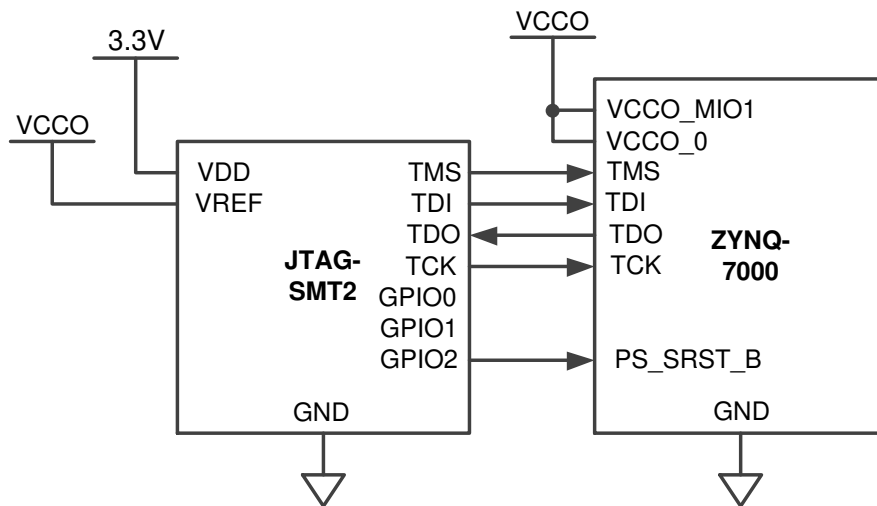 VCCO
3.3V
VCCO
VDD
VREF
TMS
TDI
TDO
TCK
GPIO0
GPIO1
GPIO2
JTAG-
SMT2
GND
VCCO_MIO1
VCCO_0
TMS
TDI
TDO
TCK
PS_SRST_B
ZYNQ-
7000
GND